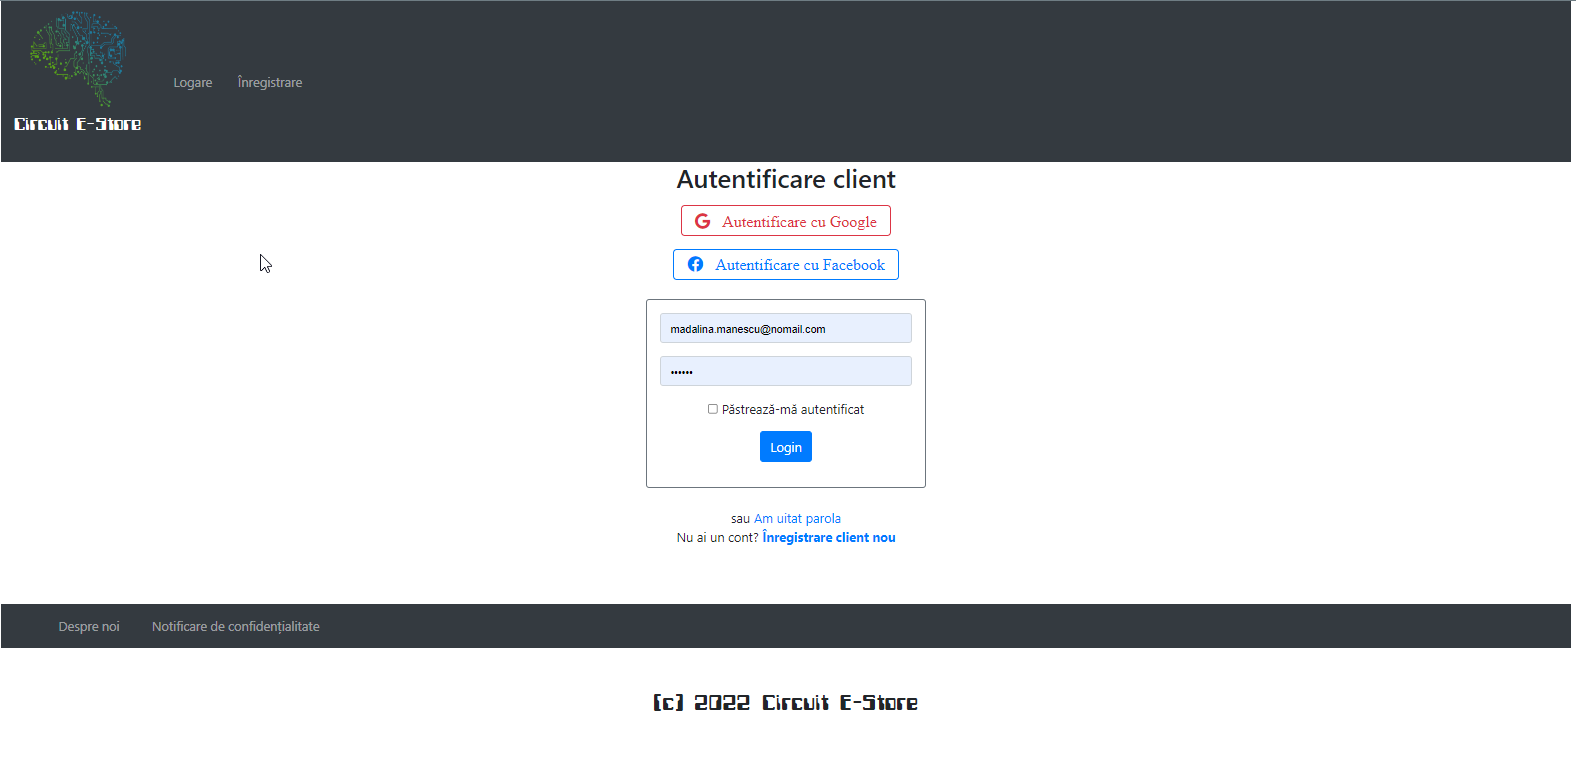 Circuit E-Store
Logare Înregistrare
Autentificare client
Autentificare cu Google
Autentificare cu Facebook
madalina.manescu@nomail.com
••••••
Păstrează-mă autentificat
Login
sau Am uitat parola
Nu ai un cont? Înregistrare client nou
Despre noi Notificare de confidențialitate
(c) 2022 Circuit E-Store